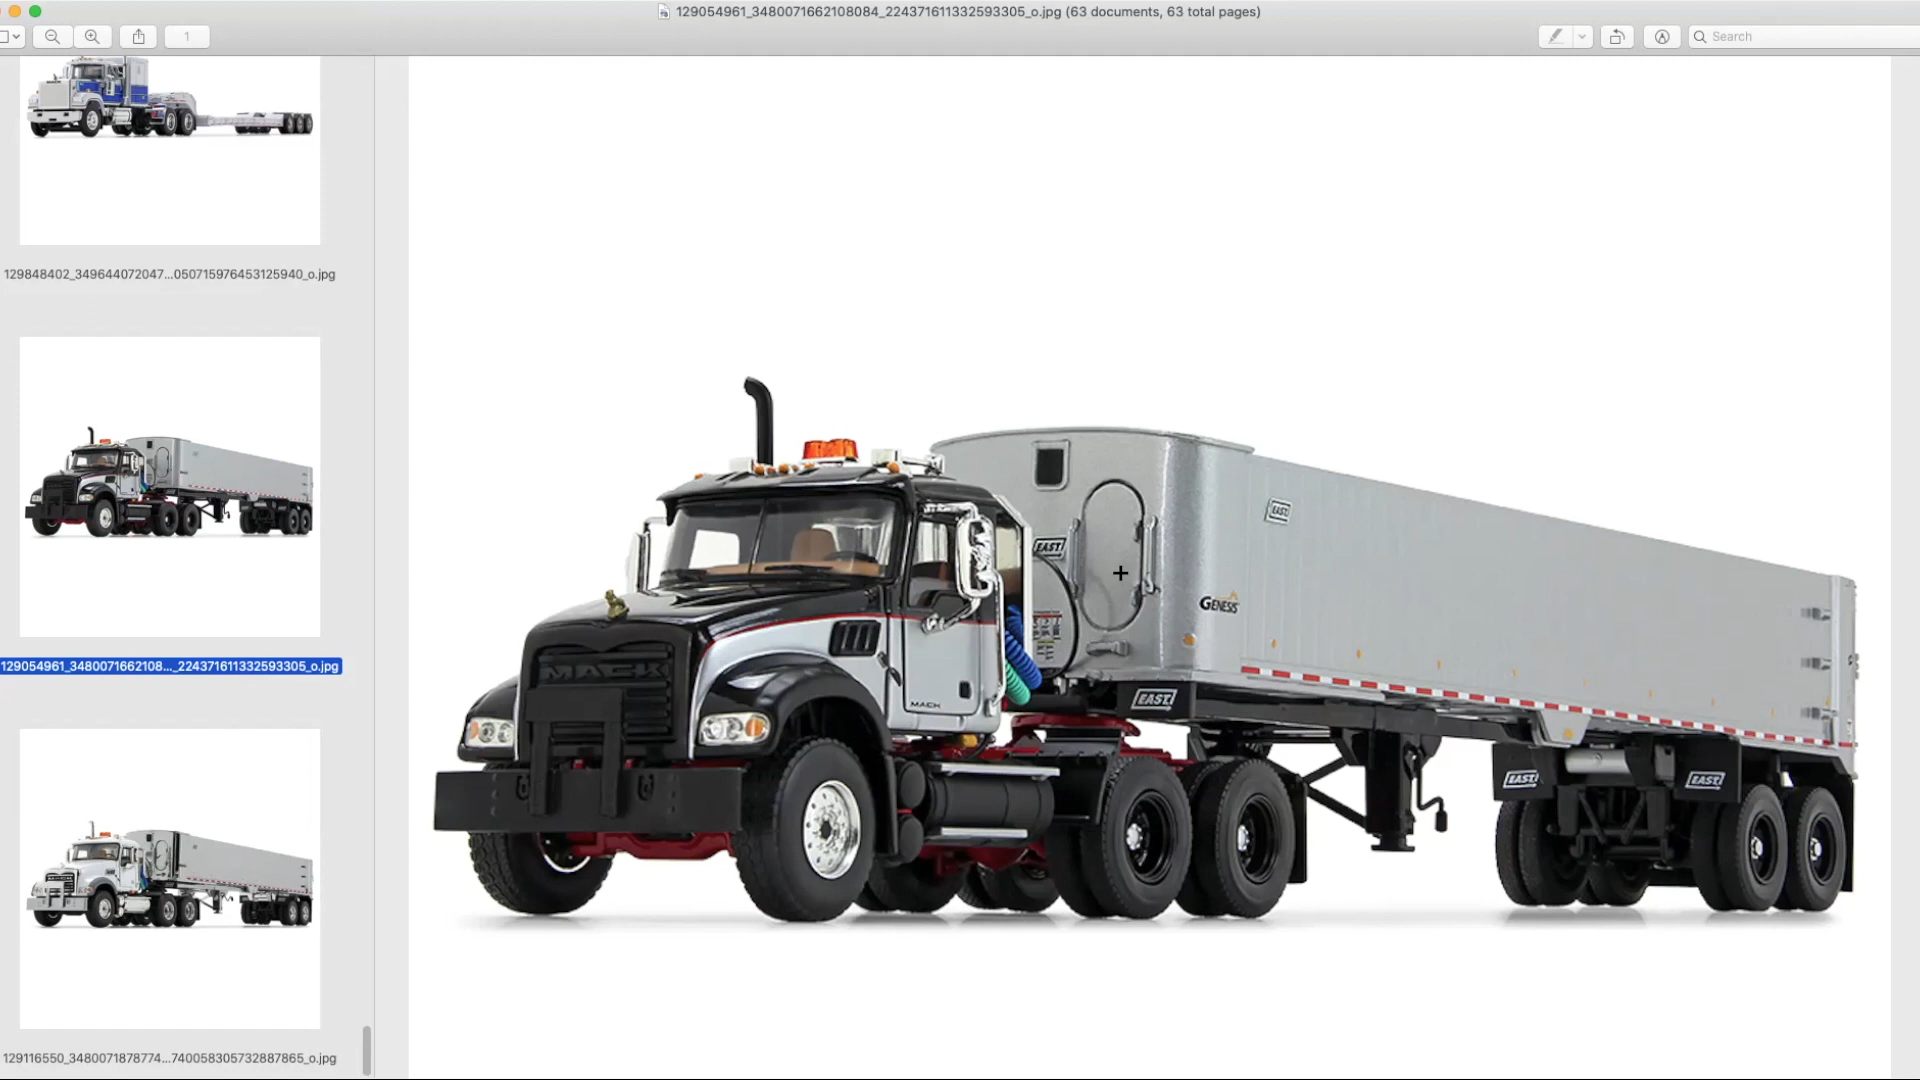 129054961_3480071662108084_224371611332593305_o.jpg (63 documents, 63 total pages)
1
Search
129848402_349644072047...050715976453125940_o.jpg
129054961_3480071662108..._224371611332593305_o.jpg
129116550_3480071878774...740058305732887865_o.jpg
EAST
EAST
GENESIS
MACK
MACK
EAST
EAST
EAST